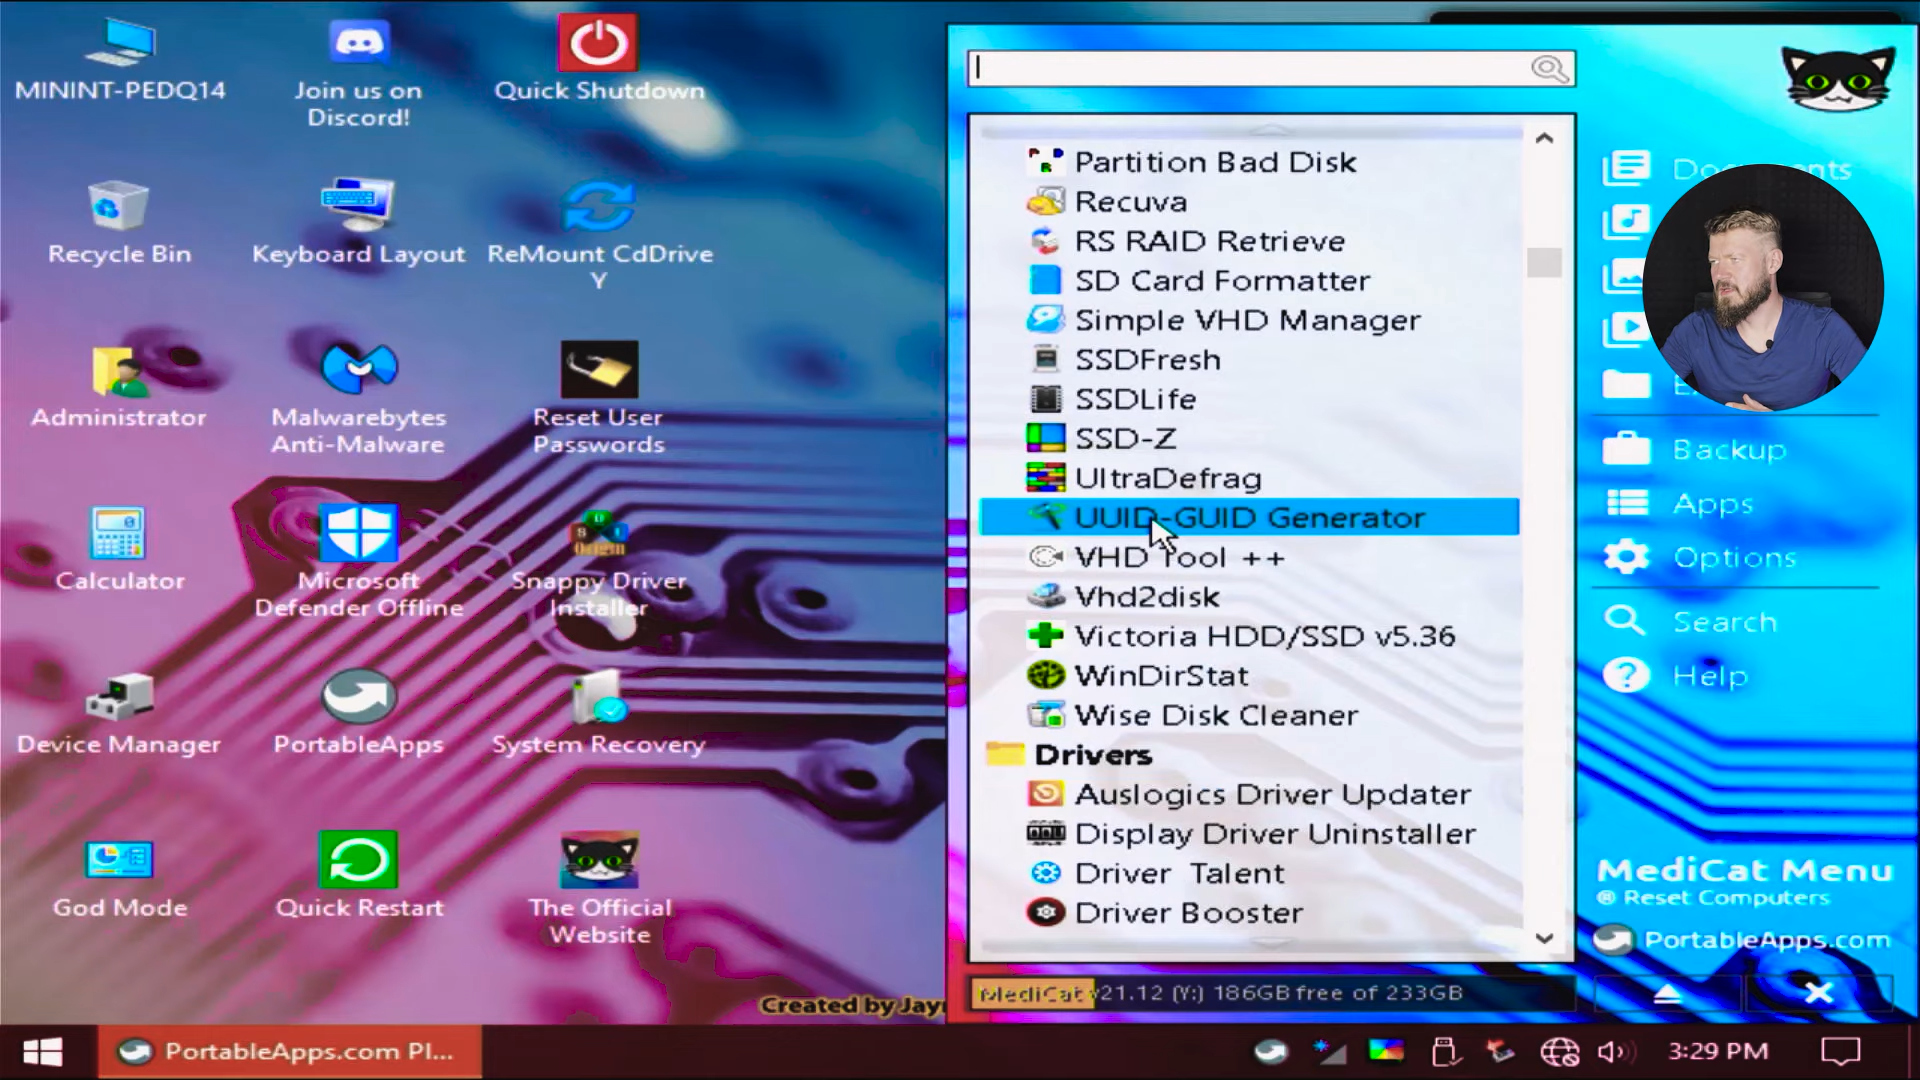 MININT-PEDQ14
Join us on
Discord!
Quick Shutdown
Recycle Bin
Keyboard Layout
ReMount CdDrive
Y
Administrator
Malwarebytes
Anti-Malware
Reset User
Passwords
Calculator
Microsoft
Defender Offline
Snappy Driver
Installer
Device Manager
PortableApps
System Recovery
God Mode
Quick Restart
The Official
Website
Created by Jayr
Partition Bad Disk
Recuva
RS RAID Retrieve
SD Card Formatter
Simple VHD Manager
SSDFresh
SSDLife
SSD-Z
UltraDefrag
UUID-GUID Generator
VHD Tool ++
Vhd2disk
Victoria HDD/SSD v5.36
WinDirStat
Wise Disk Cleaner
Drivers
Auslogics Driver Updater
Display Driver Uninstaller
Driver Talent
Driver Booster
MediCat v21.12 (Y:) 186GB free of 233GB
Backup
Apps
Options
Search
Help
MediCat Menu
® Reset Computers
PortableApps.com
PortableApps.com Pl...
3:29 PM